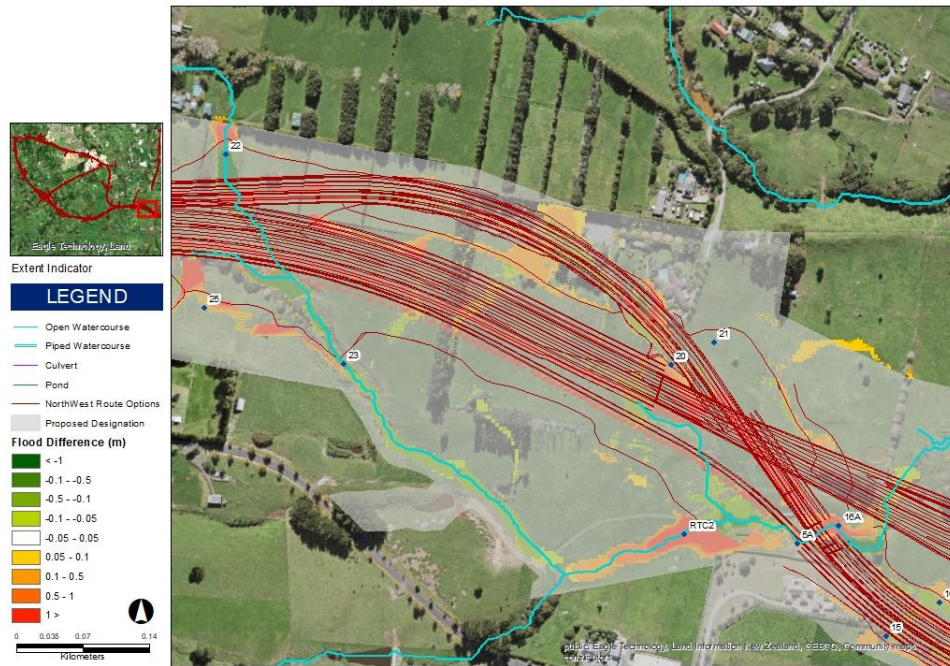 Eagle Technology, Land
Extent Indicator
LEGEND
Open Watercourse
Piped Watercourse
Culvert
Pond
NorthWest Route Options
Proposed Designation
Flood Difference (m)
< -1
-0.1 - -0.5
-0.5 - -0.1
-0.1 - -0.05
-0.05 - 0.05
0.05 - 0.1
0.1 - 0.5
0.5 - 1
1 >
0 0.035 0.07 0.14
Kilometers
22
25
23
21
20
RTC2
16A
5A
15
public, Eagle Technology, Land Information New Zealand, GEBCO, Community maps
contributors